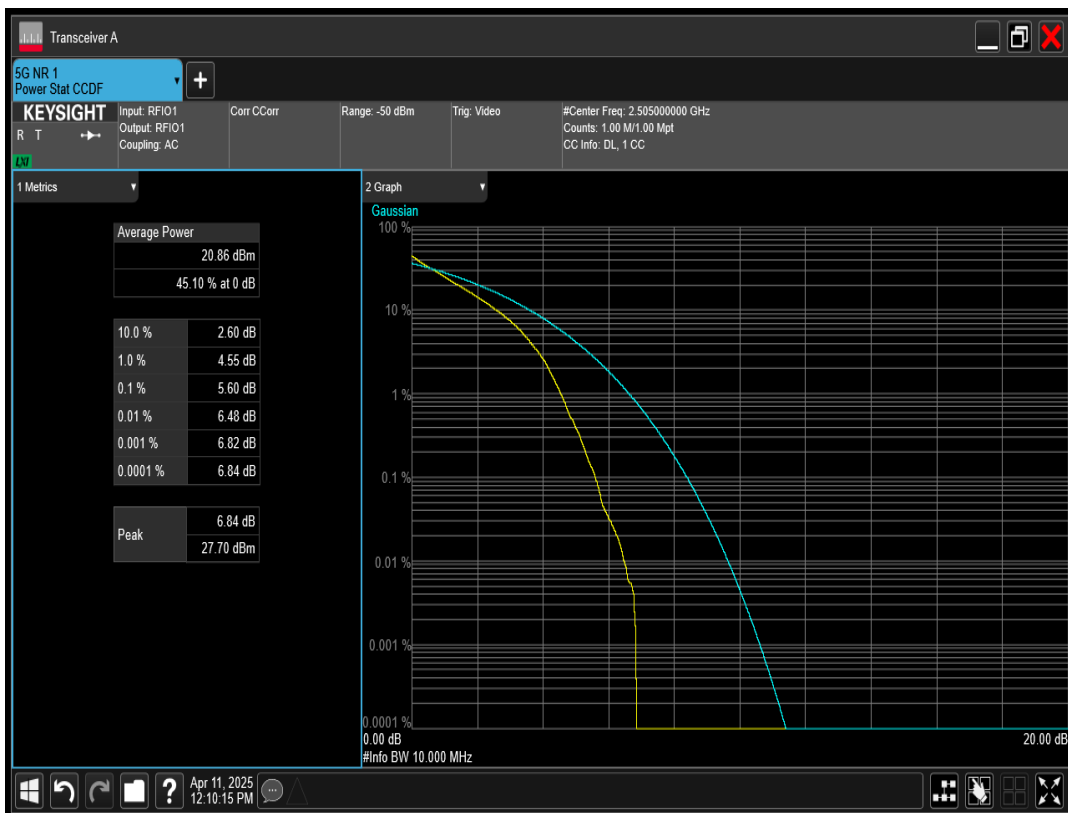 Transceiver A
5G NR 1
Power Stat CCDF
+
KEYSIGHT
R T
LXI
Input: RFIO1
Output: RFIO1
Coupling: AC
Corr CCorr
Range: -50 dBm
Trig: Video
#Center Freq: 2.505000000 GHz
Counts: 1.00 M/1.00 Mpt
CC Info: DL, 1 CC
1 Metrics
Average Power
20.86 dBm
45.10 % at 0 dB
10.0 % 2.60 dB
1.0 % 4.55 dB
0.1 % 5.60 dB
0.01 % 6.48 dB
0.001 % 6.82 dB
0.0001 % 6.84 dB
Peak
6.84 dB
27.70 dBm
2 Graph
Gaussian
100 %
10 %
1 %
0.1 %
0.01 %
0.001 %
0.0001 %
0.00 dB 20.00 dB
#Info BW 10.000 MHz
?
Apr 11, 2025
12:10:15 PM